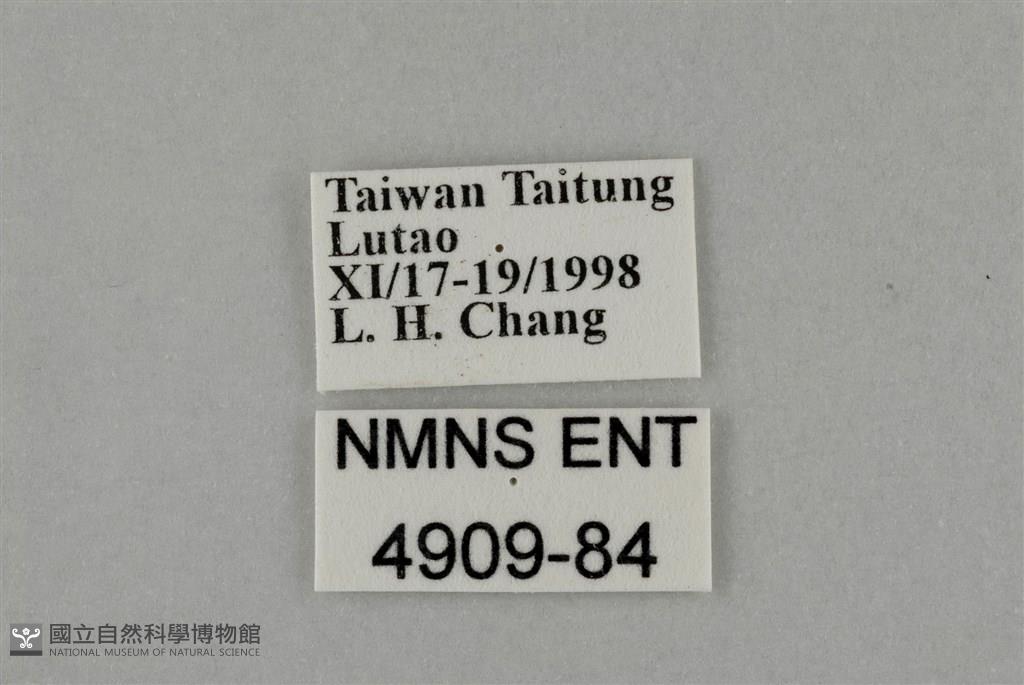 Taiwan Taitung
Lutao
XI/17-19/1998
L. H. Chang
NMNS ENT
4909-84
國立自然科學博物館
NATIONAL MUSEUM OF NATURAL SCIENCE